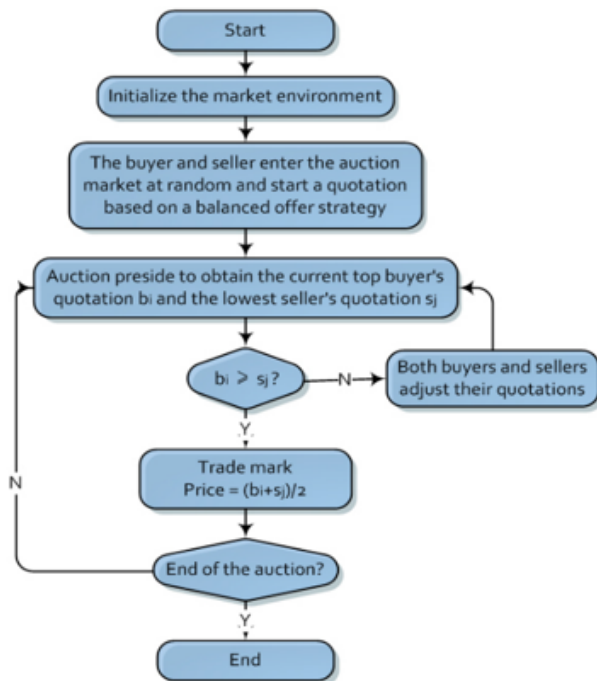 Start
Initialize the market environment
The buyer and seller enter the auction
market at random and start a quotation
based on a balanced offer strategy
Auction preside to obtain the current top buyer's
quotation bi and the lowest seller's quotation sj
bi ⩾ sj?
N
Both buyers and sellers
adjust their quotations
Y
Trade mark
Price = (bi+sj)/2
N
End of the auction?
Y
End